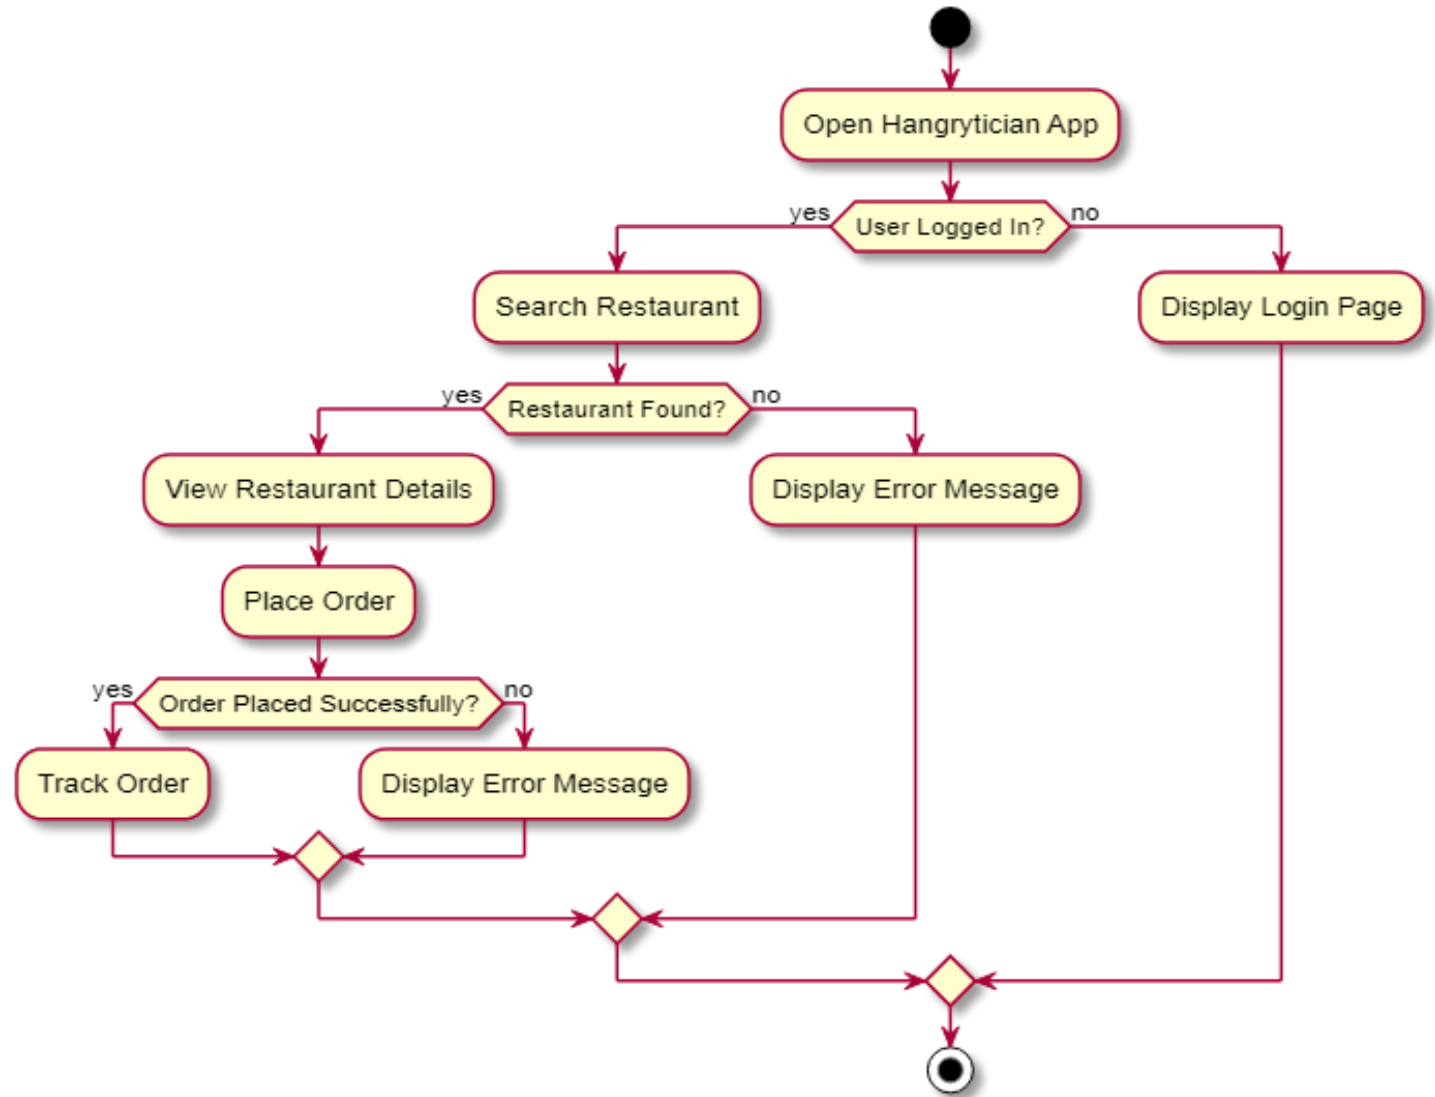 Open Hangrytician App
yes
User Logged In?
no
Search Restaurant
Display Login Page
yes
Restaurant Found?
no
View Restaurant Details
Display Error Message
Place Order
yes
Order Placed Successfully?
no
Track Order
Display Error Message